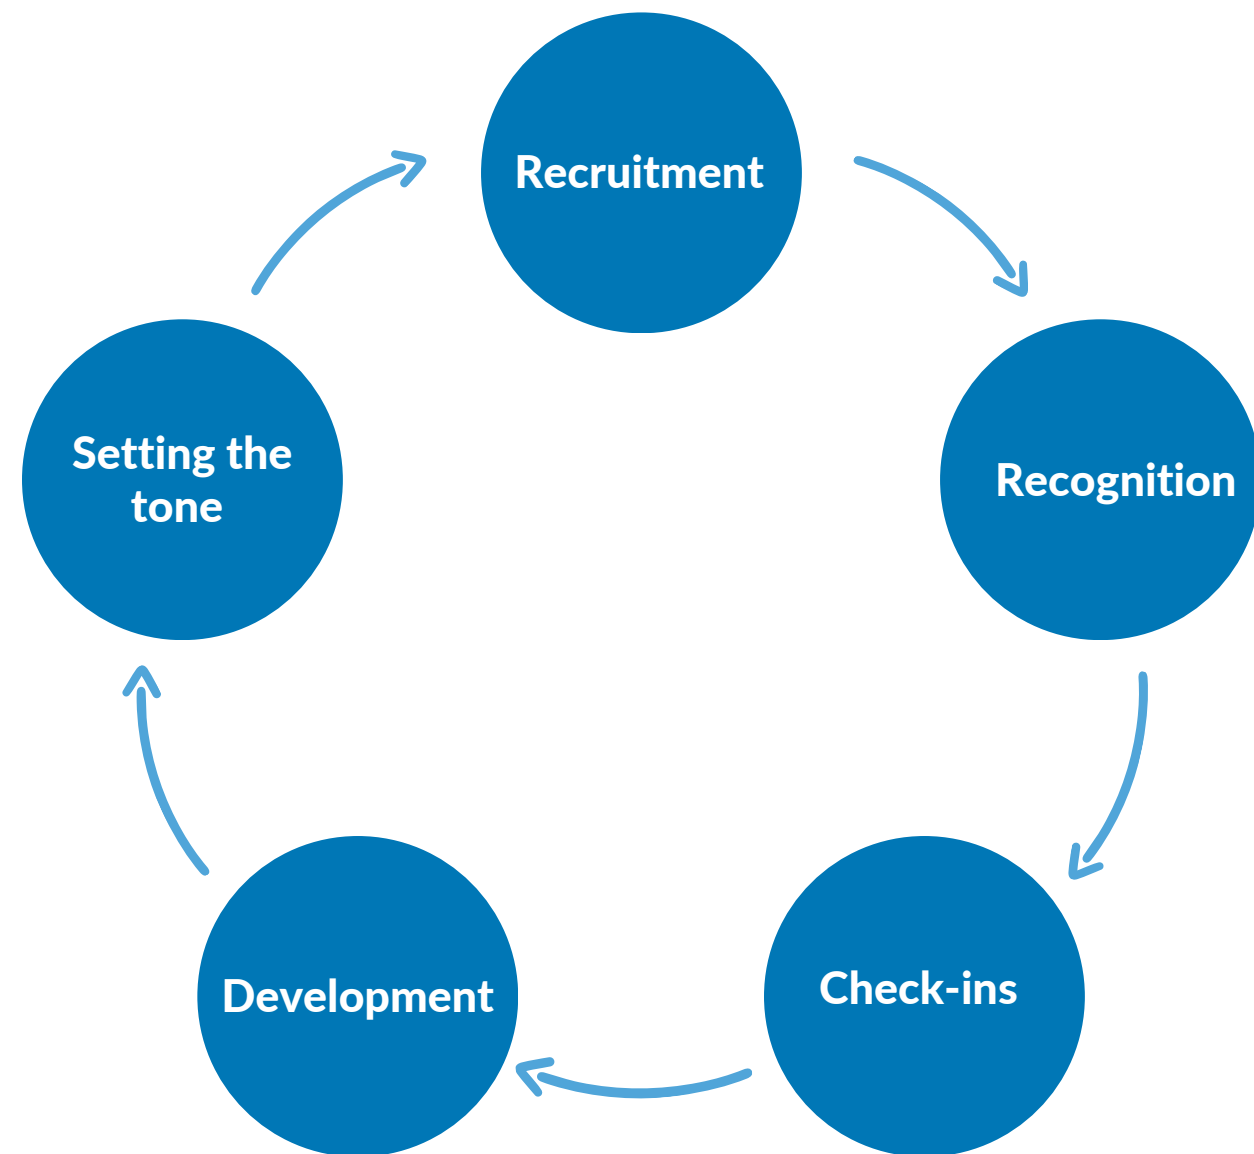 Recruitment
Recognition
Check-ins
Development
Setting the
tone